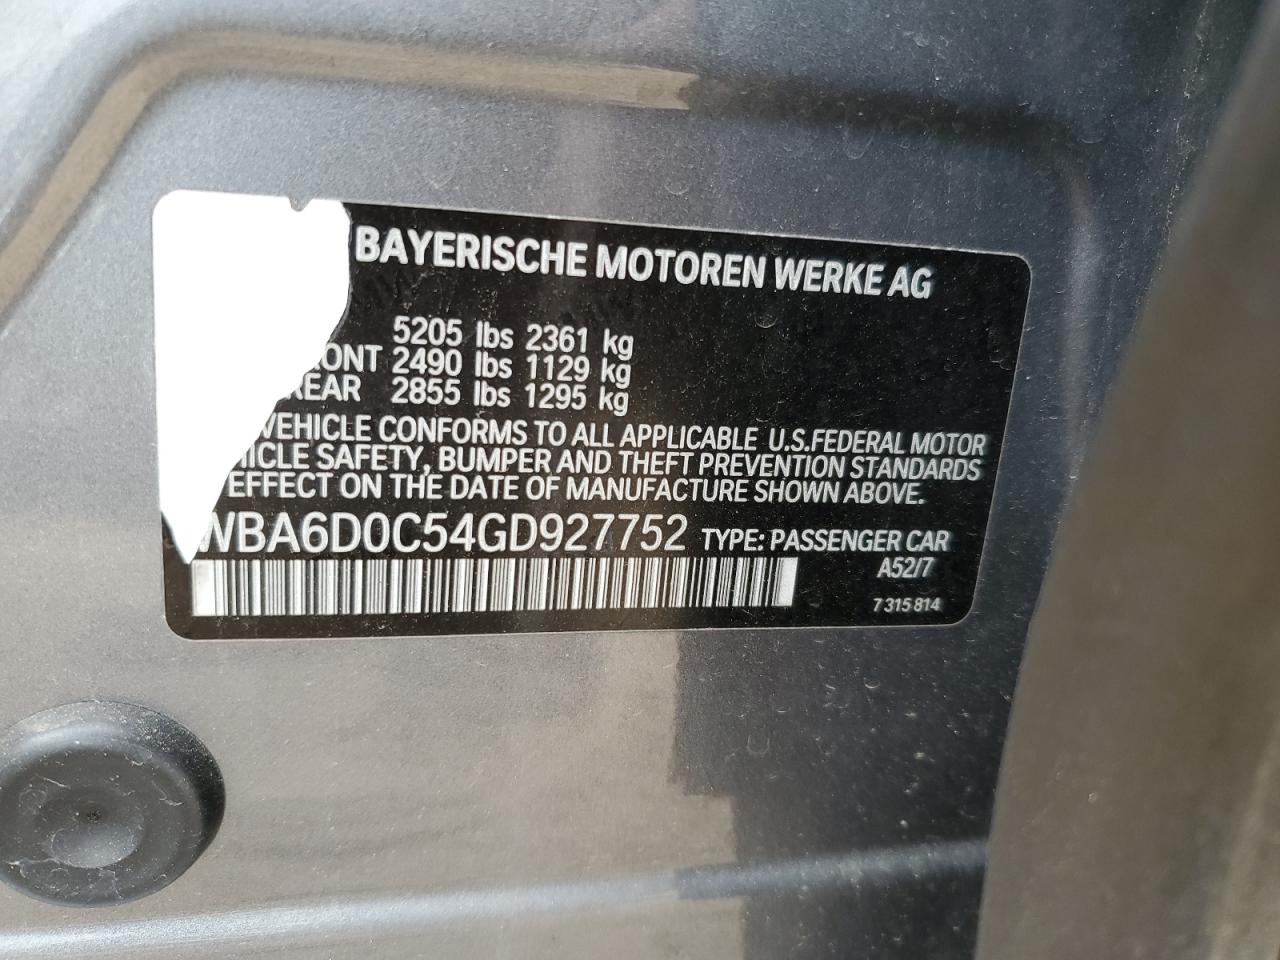 BAYERISCHE MOTOREN WERKE AG
5205 lbs 2361 kg
ONT 2490 lbs 1129 kg
REAR 2855 lbs 1295 kg
VEHICLE CONFORMS TO ALL APPLICABLE U.S.FEDERAL MOTOR
HICLE SAFETY, BUMPER AND THEFT PREVENTION STANDARDS
EFFECT ON THE DATE OF MANUFACTURE SHOWN ABOVE.
WBA6D0C54GD927752 TYPE: PASSENGER CAR
A52/7
7 315 814